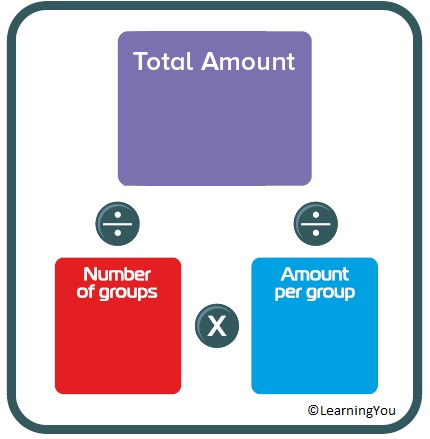 Total Amount
÷ ÷
Number
of groups
X
Amount
per group
©LearningYou